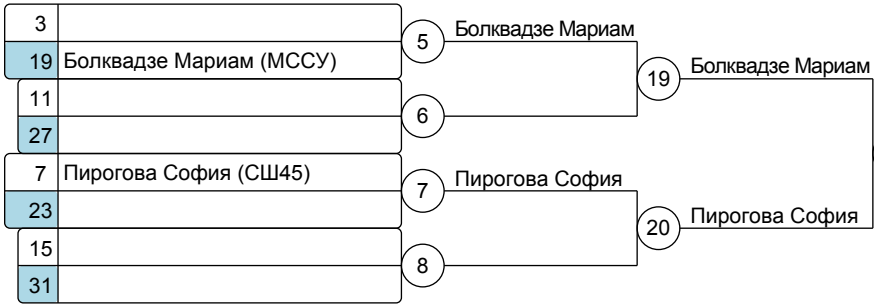 3
5 Болквадзе Мариам
19 Болквадзе Мариам (МССУ)
19 Болквадзе Мариам
11
6
27
7 Пирогова София (СШ45)
7 Пирогова София
23
20 Пирогова София
15
8
31